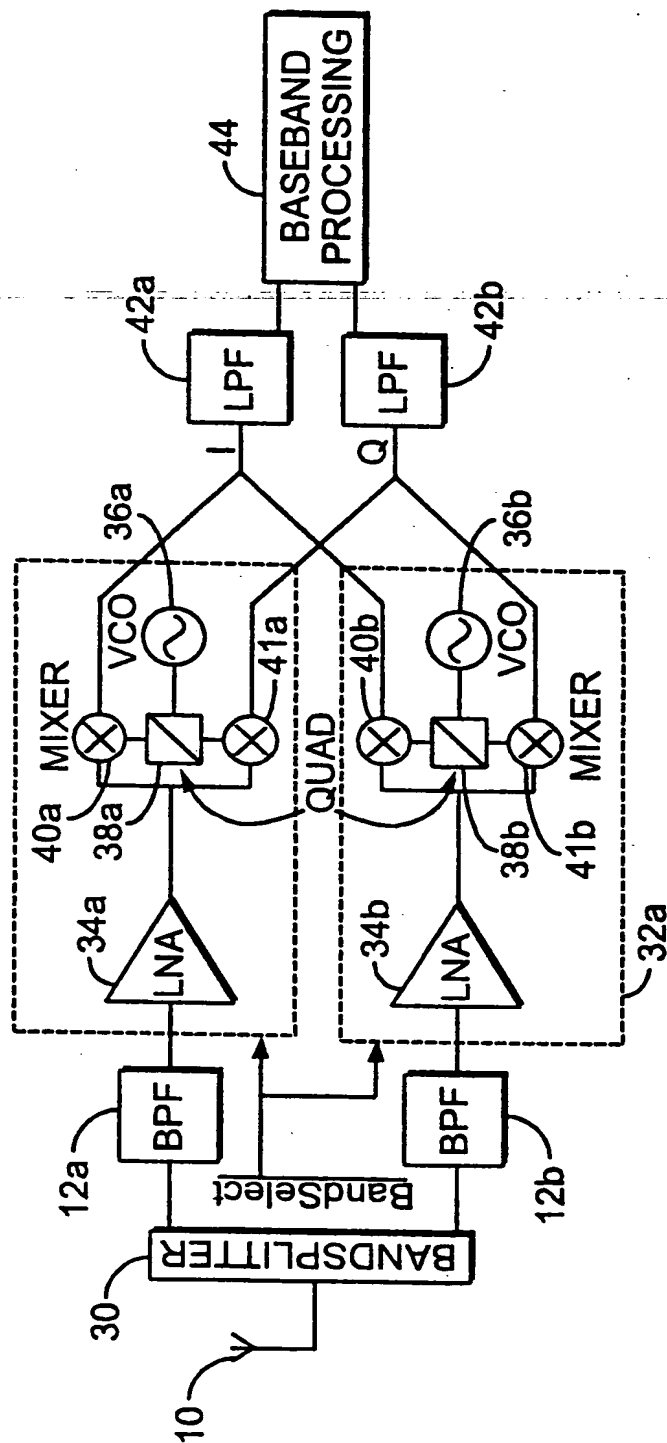 10
30
BANDSPLITTER
12a
BPF
BandSelect
12b
BPF
34a
LNA
34b
LNA
32a
MIXER
40a
38a
VCO
36a
41a
QUAD
40b
36b
VCO
38b
41b
MIXER
I
Q
42a
LPF
42b
LPF
44
BASEBAND
PROCESSING